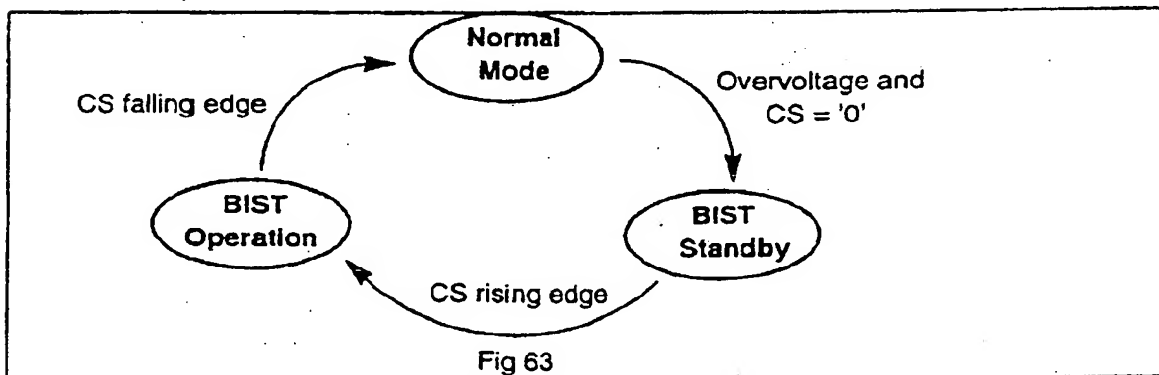 Normal
Mode
Overvoltage and
CS = '0'
CS falling edge
BIST
Operation
BIST
Standby
CS rising edge
Fig 63